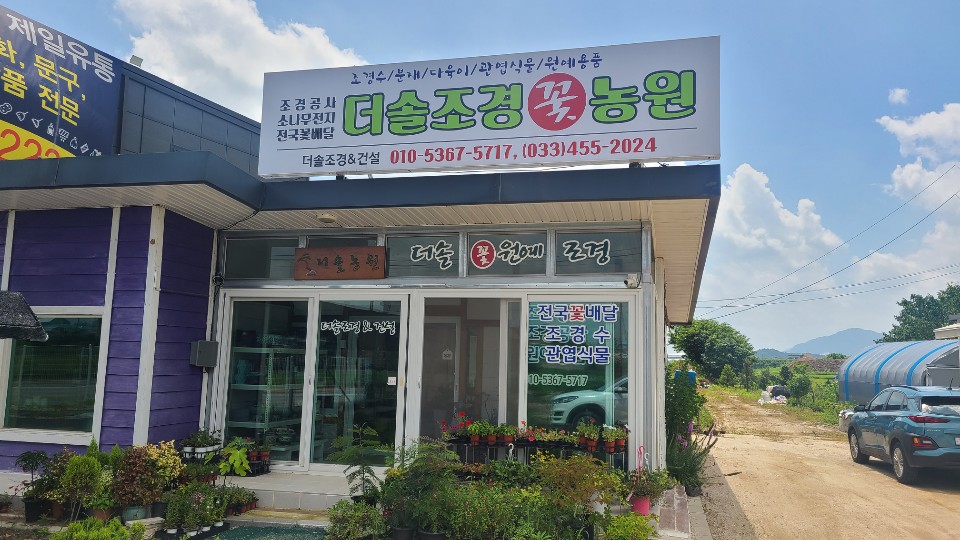 제일유통
화, 문구,
품 전문
조경수/분재/다육이/관엽식물/원예용품
조경공사
소나무전지
전국꽃배달
더솔조경꽃농원
더솔조경&건설 010-5367-5717, (033)455-2024
더솔 꽃원예 조경
솔나솔농원
더솔조경 & 건설
전국꽃배달
조경수
관엽식물
010-5367-5717